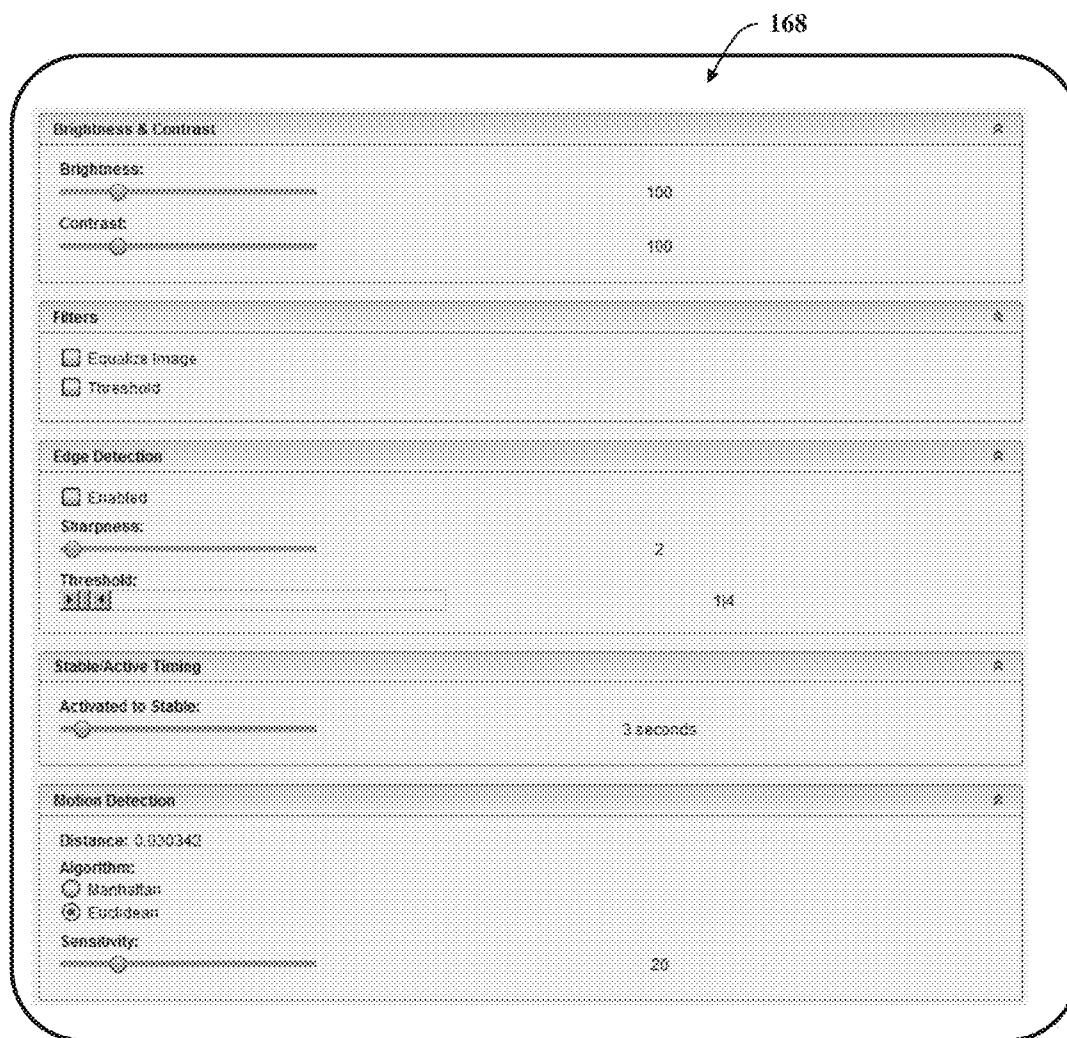 168
Brightness & Contrast
Brightness:
100
Contrast:
100
Filters
Equalize Image
Threshold
Edge Detection
Enabled
Sharpness:
2
Threshold:
1|4
Stable/Active Timing
Activated to Stable:
3 seconds
Motion Detection
Distance: 0.930342
Algorithm:
Manhattan
Euclidean
Sensitivity:
20